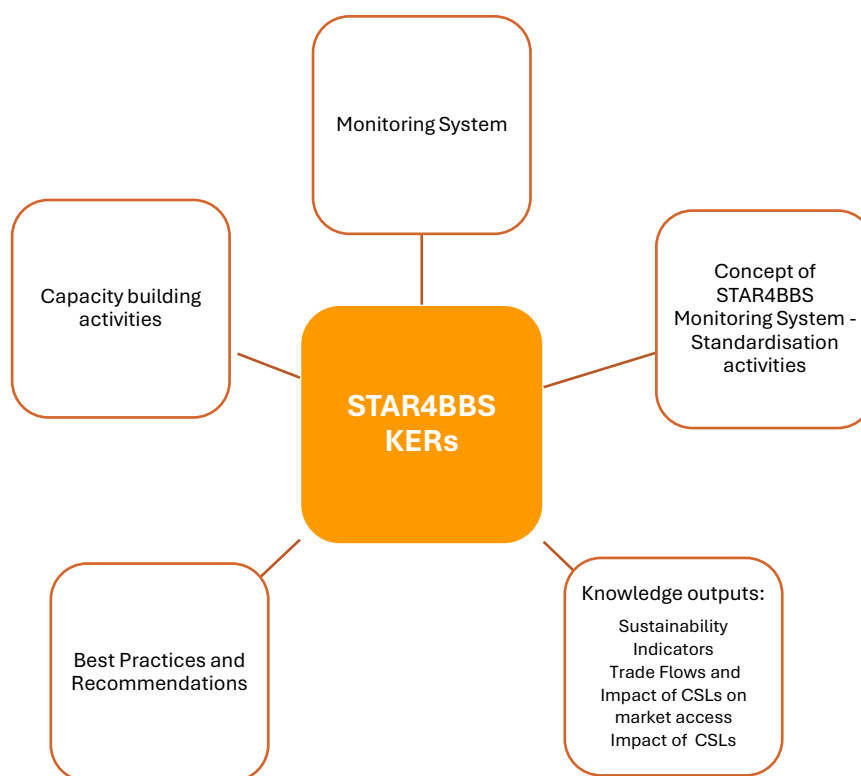 Monitoring System
Capacity building
activities
Concept of
STAR4BBS
Monitoring System -
Standardisation
activities
STAR4BBS
KERs
Best Practices and
Recommendations
Knowledge outputs:
Sustainability
Indicators
Trade Flows and
Impact of CSLs on
market access
Impact of CSLs